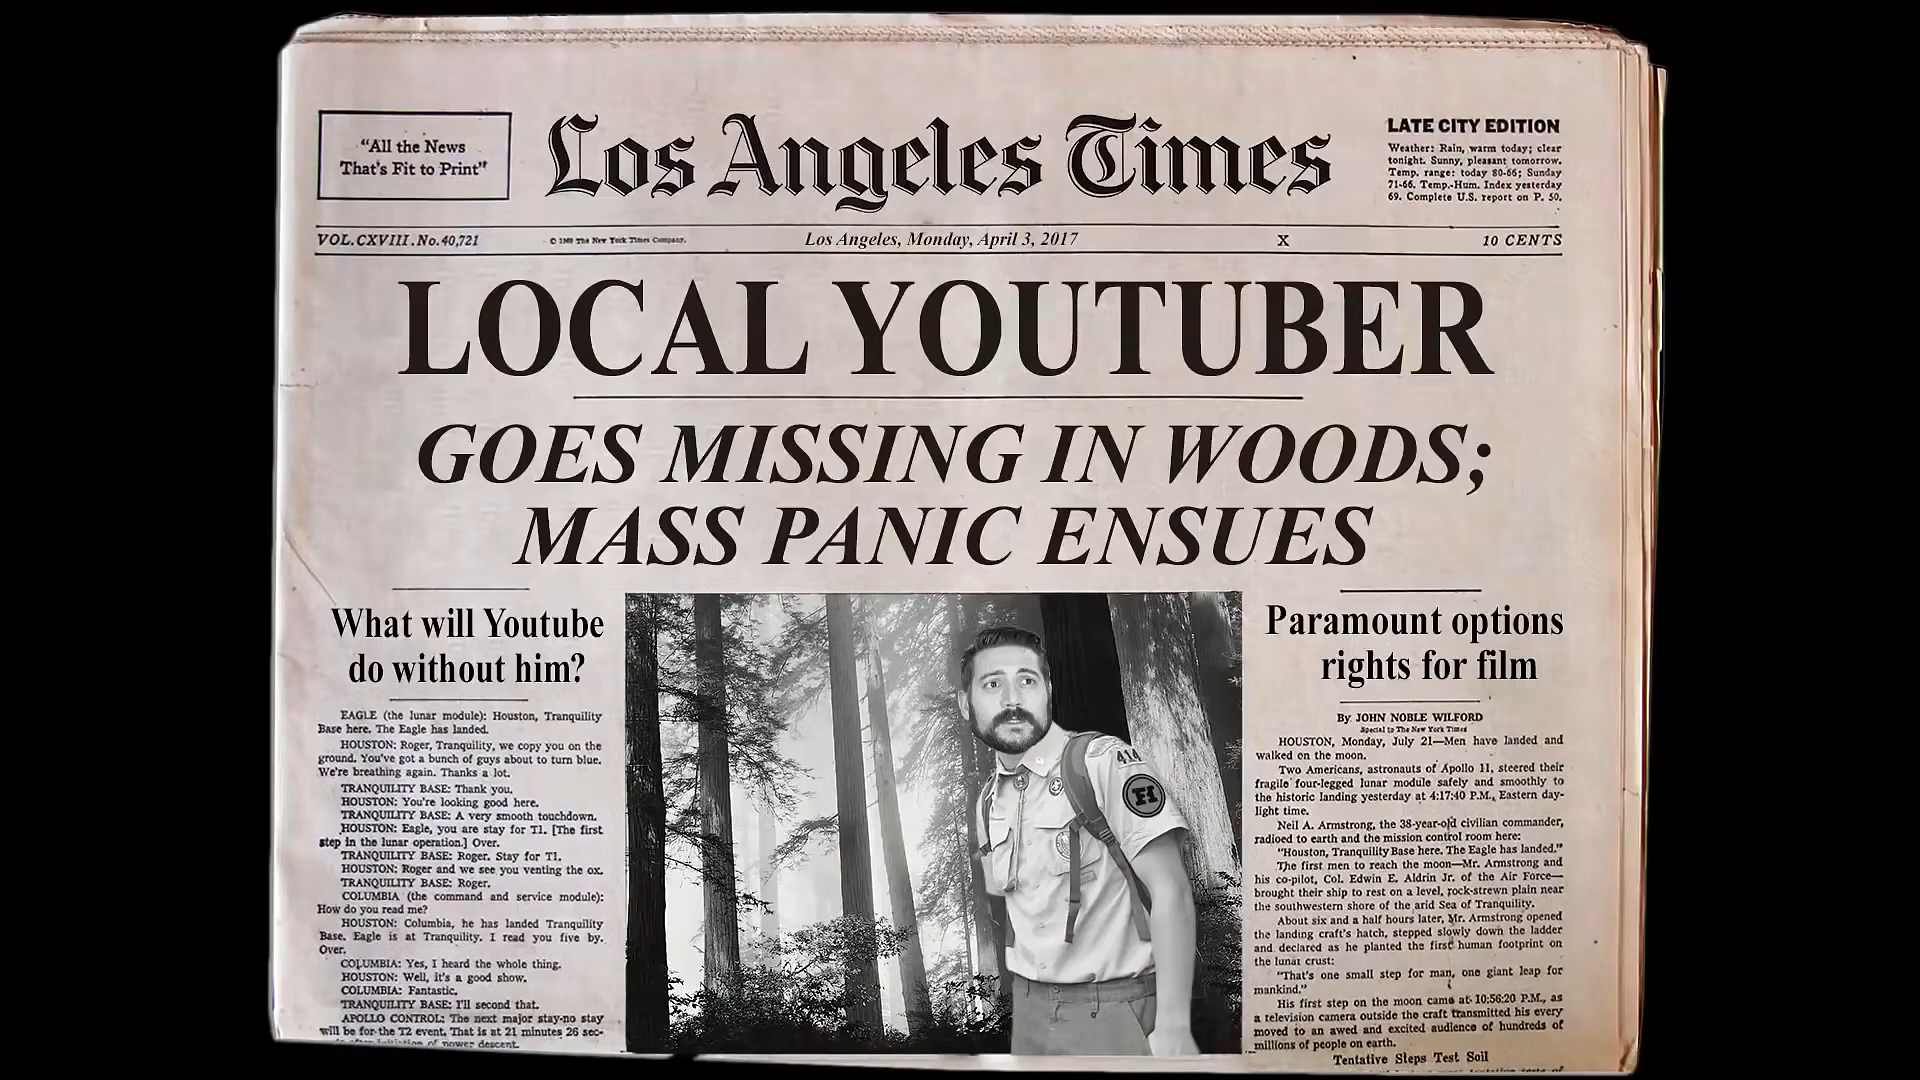 "All the News
That's Fit to Print"
Los Angeles Times
LATE CITY EDITION
Weather: Rain, warm today; clear
tonight. Sunny, pleasant tomorrow.
Temp. range: today 80-66; Sunday
71-66. Temp.-Hum. Index yesterday
69. Complete U.S. report on P. 50.
VOL. CXVIII. No. 40,721
© 1969 The New York Times Company.
Los Angeles, Monday, April 3, 2017
X
10 CENTS
LOCAL YOUTUBER
GOES MISSING IN WOODS;
MASS PANIC ENSUES
What will Youtube
do without him?
EAGLE (the lunar module): Houston, Tranquility
Base here. The Eagle has landed.
HOUSTON: Roger, Tranquility, we copy you on the
ground. You've got a bunch of guys about to turn blue.
We're breathing again. Thanks a lot.
TRANQUILITY BASE: Thank you.
HOUSTON: You're looking good here.
TRANQUILITY BASE: A very smooth touchdown.
HOUSTON: Eagle, you are stay for T1. [The first
step in the lunar operation.] Over.
TRANQUILITY BASE: Roger. Stay for T1.
HOUSTON: Roger and we see you venting the ox.
TRANQUILITY BASE: Roger.
COLUMBIA (the command and service module):
How do you read me?
HOUSTON: Columbia, he has landed Tranquility
Base. Eagle is at Tranquility. I read you five by.
Over.
COLUMBIA: Yes, I heard the whole thing.
HOUSTON: Well, it's a good show.
COLUMBIA: Fantastic.
TRANQUILITY BASE: I'll second that.
APOLLO CONTROL: The next major stay-no stay
will be for the T2 event. That is at 21 minutes 26 sec-
after initiation of power descent.
414
H
Paramount options
rights for film
By JOHN NOBLE WILFORD
Special to The New York Times
HOUSTON, Monday, July 21—Men have landed and
walked on the moon.
Two Americans, astronauts of Apollo 11, steered their
fragile four-legged lunar module safely and smoothly to
the historic landing yesterday at 4:17:40 P.M., Eastern day-
light time.
Neil A. Armstrong, the 38-year-old civilian commander,
radioed to earth and the mission control room here:
"Houston, Tranquility Base here. The Eagle has landed."
The first men to reach the moon—Mr. Armstrong and
his co-pilot, Col. Edwin E. Aldrin Jr. of the Air Force—
brought their ship to rest on a level, rock-strewn plain near
the southwestern shore of the arid Sea of Tranquility.
About six and a half hours later, Mr. Armstrong opened
the landing craft's hatch, stepped slowly down the ladder
and declared as he planted the first human footprint on
the lunar crust:
"That's one small step for man, one giant leap for
mankind."
His first step on the moon came at 10:56:20 P.M., as
a television camera outside the craft transmitted his every
moved to an awed and excited audience of hundreds of
millions of people on earth.
Tentative Steps Test Soil